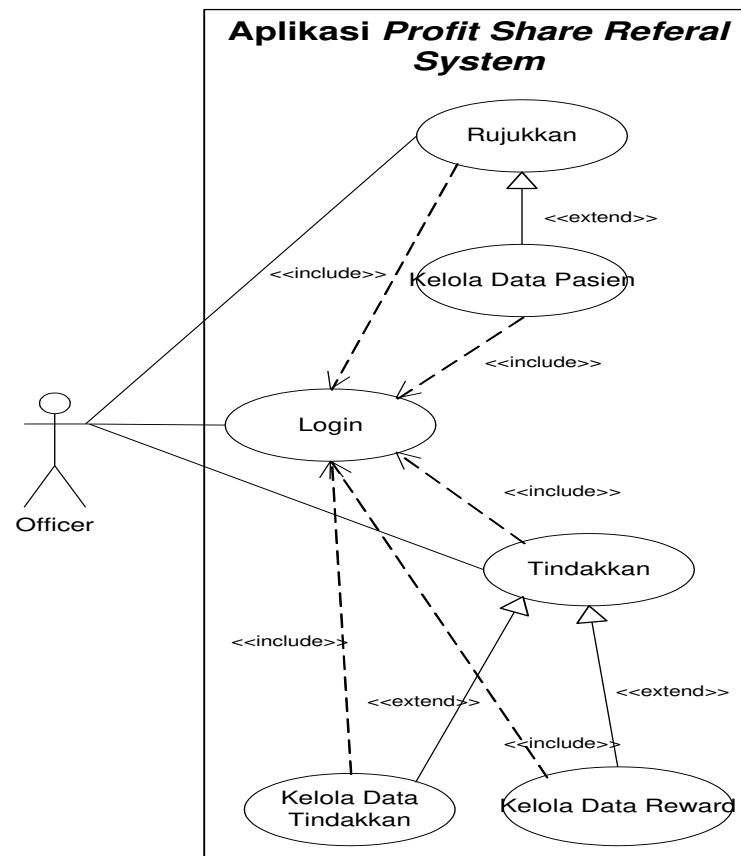 Aplikasi Profit Share Referal
System
Rujukkan
<<extend>>
<<include>>
Kelola Data Pasien
<<include>>
Login
Officer
<<include>>
Tindakkan
<<include>>
<<extend>>
<<extend>>
<<include>>
Kelola Data
Tindakkan
Kelola Data Reward